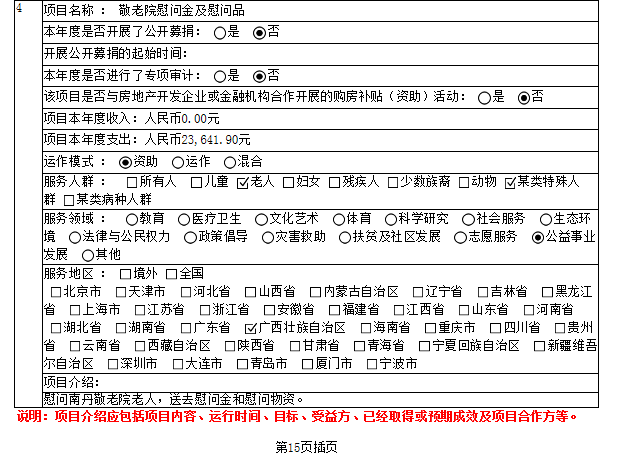 4
项目名称 ： 敬老院慰问金及慰问品
本年度是否开展了公开募捐： ○是 ◉否
开展公开募捐的起始时间:
本年度是否进行了专项审计: ○是 ◉否
该项目是否与房地产开发企业或金融机构合作开展的购房补贴（资助）活动: ○是 ◉否
项目本年度收入: 人民币0.00元
项目本年度支出: 人民币23,641.90元
运作模式 : ◉资助 ○运作 ○混合
服务人群 : □所有人 □儿童 ☑老人 □妇女 □残疾人 □少数族裔 □动物 ☑某类特殊人
群 □某类病种人群
服务领域 : ○教育 ○医疗卫生 ○文化艺术 ○体育 ○科学研究 ○社会服务 ○生态环
境 ○法律与公民权力 ○政策倡导 ○灾害救助 ○扶贫及社区发展 ○志愿服务 ◉公益事业
发展 ○其他
服务地区 : □境外 □全国
□北京市 □天津市 □河北省 □山西省 □内蒙古自治区 □辽宁省 □吉林省 □黑龙江
省 □上海市 □江苏省 □浙江省 □安徽省 □福建省 □江西省 □山东省 □河南省
□湖北省 □湖南省 □广东省 ☑广西壮族自治区 □海南省 □重庆市 □四川省 □贵州
省 □云南省 □西藏自治区 □陕西省 □甘肃省 □青海省 □宁夏回族自治区 □新疆维吾
尔自治区 □深圳市 □大连市 □青岛市 □厦门市 □宁波市
项目介绍:
慰问南丹敬老院老人，送去慰问金和慰问物资。
说明：项目介绍应包括项目内容、运行时间、目标、受益方、已经取得或预期成效及项目合作方等。
第15页插页